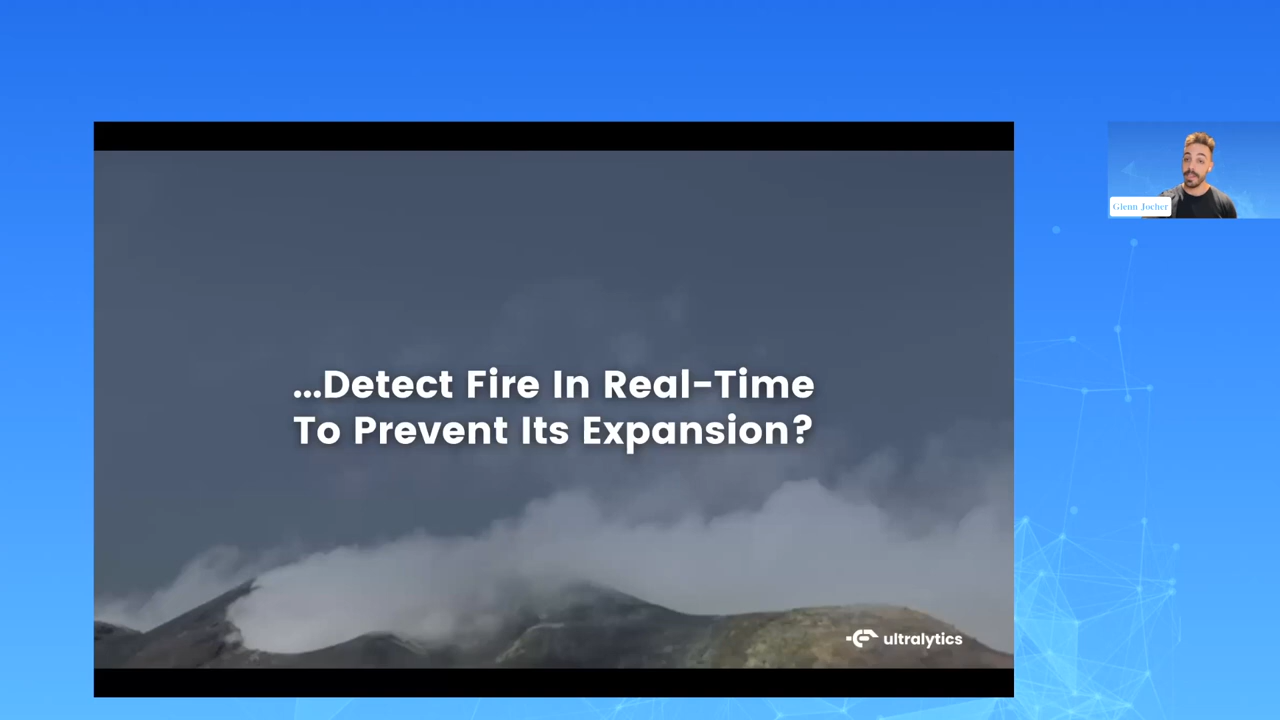 ...Detect Fire In Real-Time
To Prevent Its Expansion?
ultralytics
Glenn Jocher